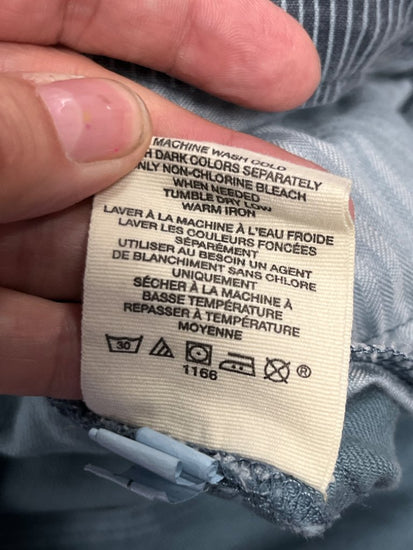 MACHINE WASH COLD
DARK COLORS SEPARATELY
ONLY NON-CHLORINE BLEACH
WHEN NEEDED
TUMBLE DRY LOW
WARM IRON
LAVER À LA MACHINE À L'EAU FROIDE
LAVER LES COULEURS FONCÉES
SÉPARÉMENT
UTILISER AU BESOIN UN AGENT
DE BLANCHIMENT SANS CHLORE
UNIQUEMENT
SÉCHER À LA MACHINE À
BASSE TEMPÉRATURE
REPASSER À TEMPÉRATURE
MOYENNE
30 ®
1166